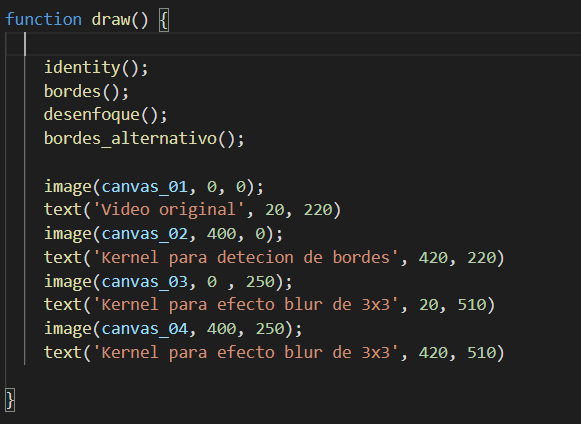 function draw() {
identity();
bordes();
desenfoque();
bordes_alternativo();
image(canvas_01, 0, 0);
text('Video original', 20, 220)
image(canvas_02, 400, 0);
text('Kernel para detecion de bordes', 420, 220)
image(canvas_03, 0 , 250);
text('Kernel para efecto blur de 3x3', 20, 510)
image(canvas_04, 400, 250);
text('Kernel para efecto blur de 3x3', 420, 510)
}